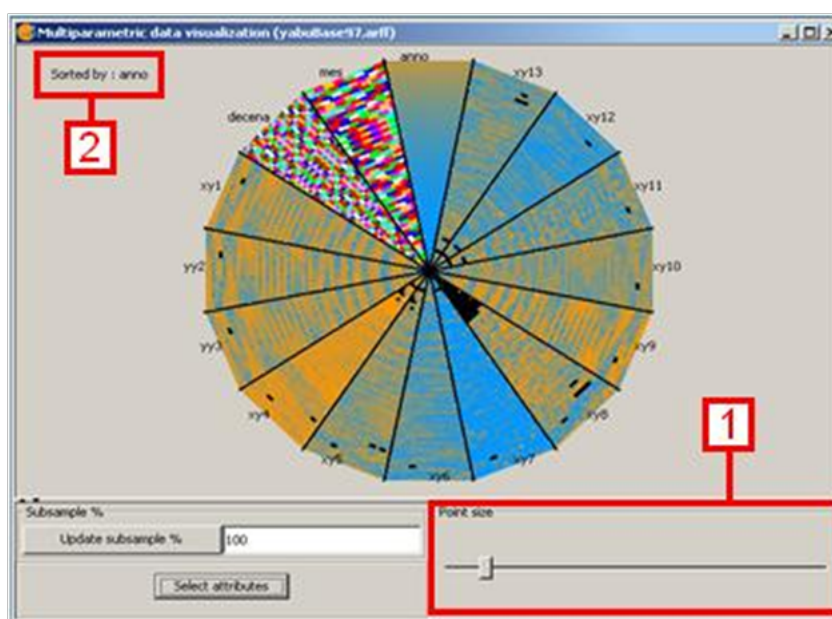 Multiparametric data visualization (yabuBase97.arff)
Sorted by : anno
2
anno
mes
xy13
decena
xy12
xy1
xy11
yy2
xy10
yy3
xy9
xy4
xy8
xy5
xy6
xy7
1
Subsample %
Update subsample %
100
Point size
Select attributes